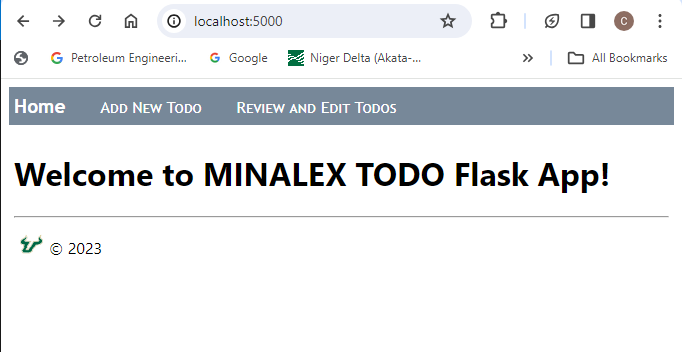 localhost:5000
C
Petroleum Engineeri... Google Niger Delta (Akata-... » All Bookmarks
Home Add New Todo Review and Edit Todos
Welcome to MINALEX TODO Flask App!
© 2023